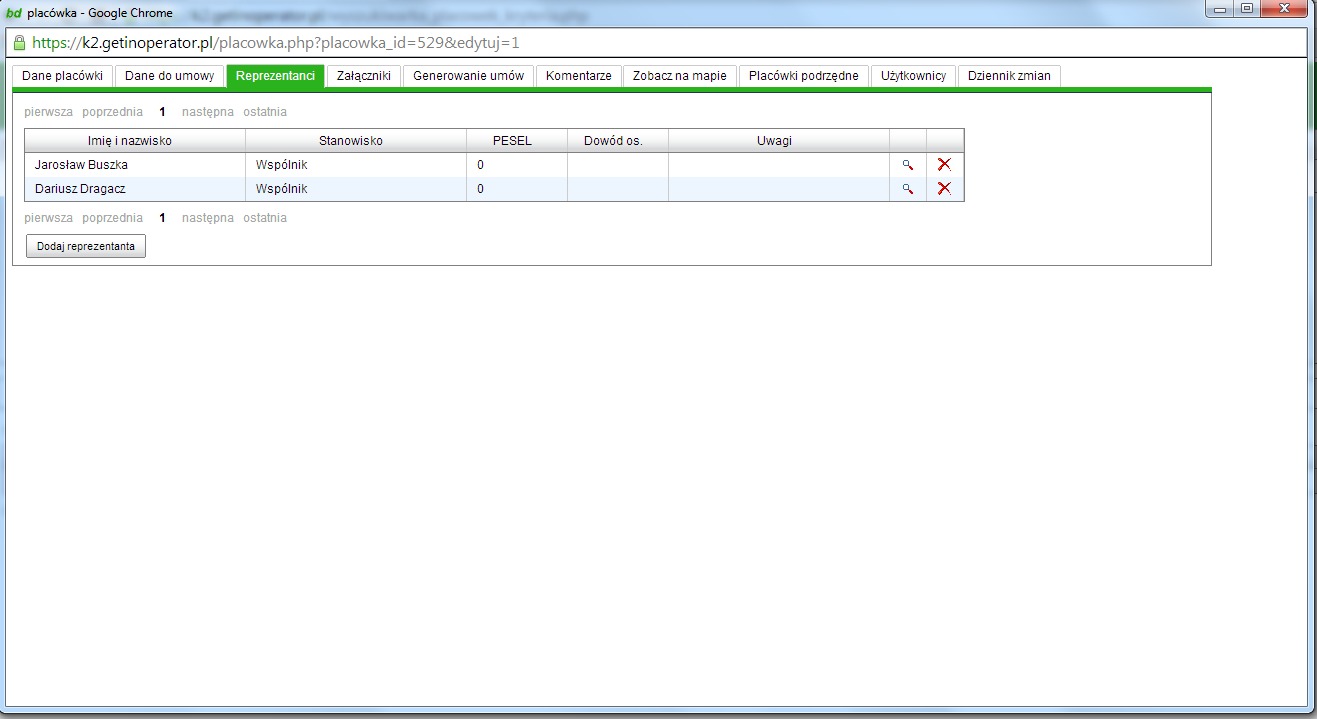 bd placówka - Google Chrome
https://k2.getinoperator.pl/placowka.php?placowka_id=529&edytuj=1
Dane placówki Dane do umowy Reprezentanci Załączniki Generowanie umów Komentarze Zobacz na mapie Placówki podrzędne Użytkownicy Dziennik zmian
pierwsza poprzednia 1 następna ostatnia
Imię i nazwisko Stanowisko PESEL Dowód os. Uwagi
Jarosław Buszka Wspólnik 0
Dariusz Dragacz Wspólnik 0
pierwsza poprzednia 1 następna ostatnia
Dodaj reprezentanta